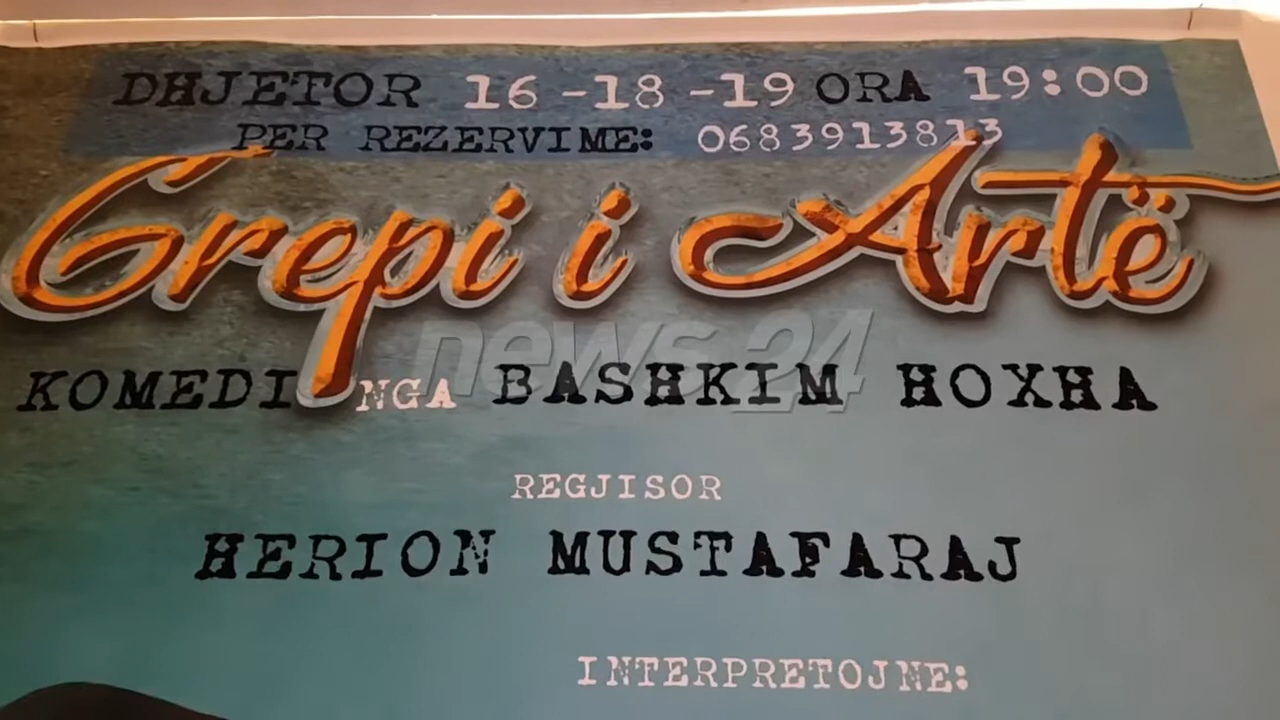 DHJETOR 16-18-19 ORA 19:00
PER REZERVIME: 0683913813
Grepi i Artë
news 24
KOMEDI NGA BASHKIM HOXHA
REGJISOR
HERION MUSTAFARAJ
INTERPRETOJNE: